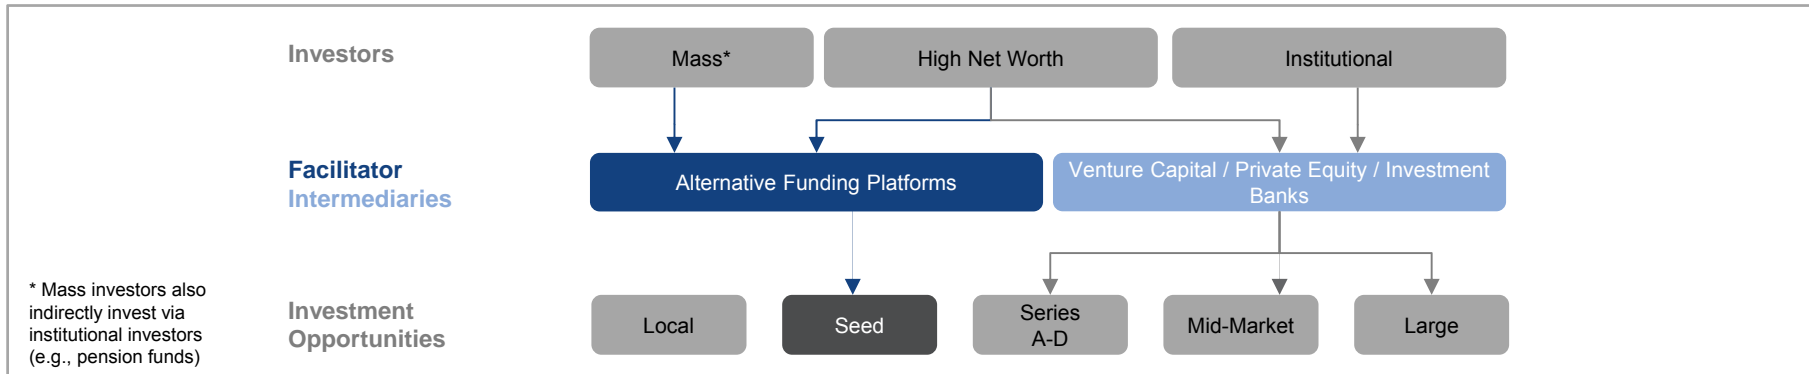 Investors
Mass*
High Net Worth
Institutional
Facilitator
Intermediaries
Alternative Funding Platforms
Venture Capital / Private Equity / Investment
Banks
* Mass investors also
indirectly invest via
institutional investors
(e.g., pension funds)
Investment
Opportunities
Local
Seed
Series
A-D
Mid-Market
Large